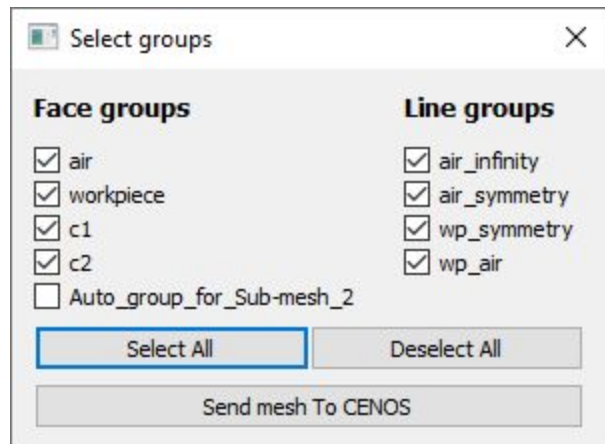 Select groups
Face groups
Line groups
air
air_infinity
workpiece
air_symmetry
c1
wp_symmetry
c2
wp_air
Auto_group_for_Sub-mesh_2
Select All
Deselect All
Send mesh To CENOS